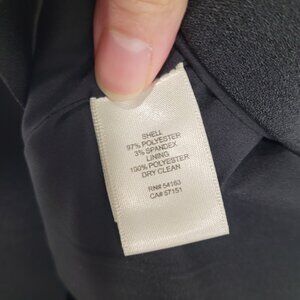 SHELL
97% POLYESTER
3% SPANDEX
LINING
100% POLYESTER
DRY CLEAN
RN# 54163
CA# 57151